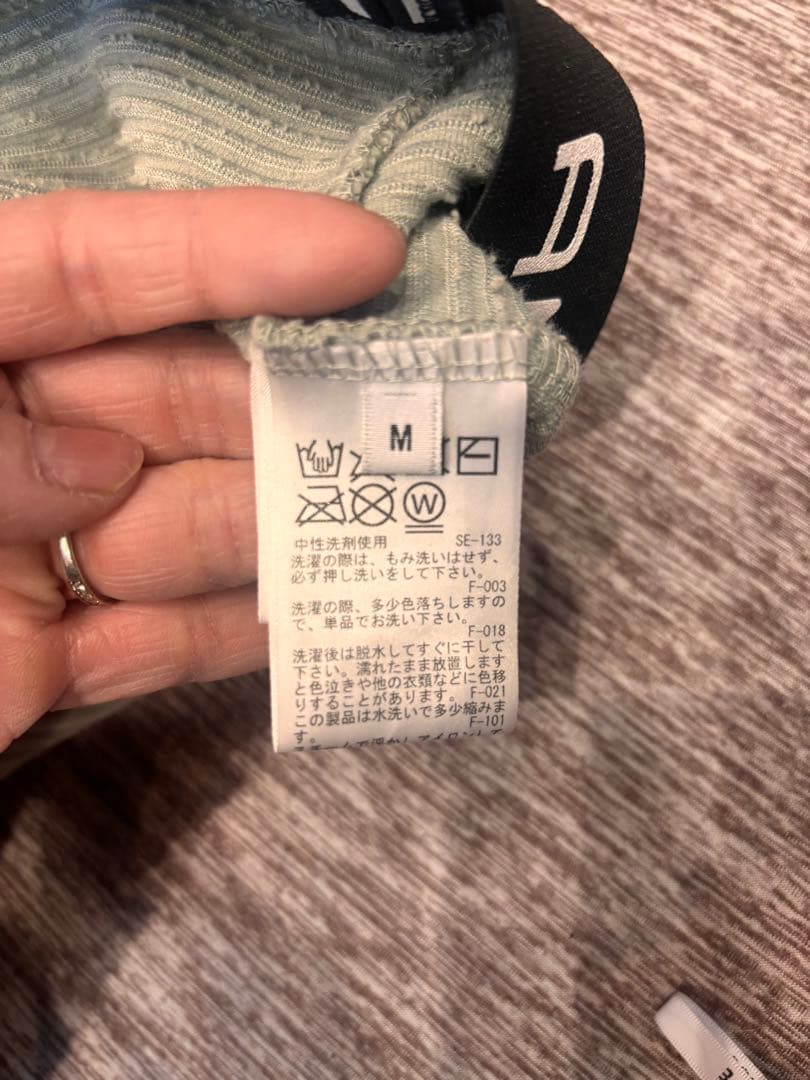 D
M
W
中性洗剤使用 SE-133
洗濯の際は、もみ洗いはせず、
必ず押し洗いをして下さい。
F-003
洗濯の際、多少色落ちしますの
で、単品でお洗い下さい。
F-018
洗濯後は脱水してすぐに干して
下さい。濡れたまま放置します
と色泣きや他の衣類などに色移
りすることがあります。 F-021
この製品は水洗いで多少縮みま
す。 F-101